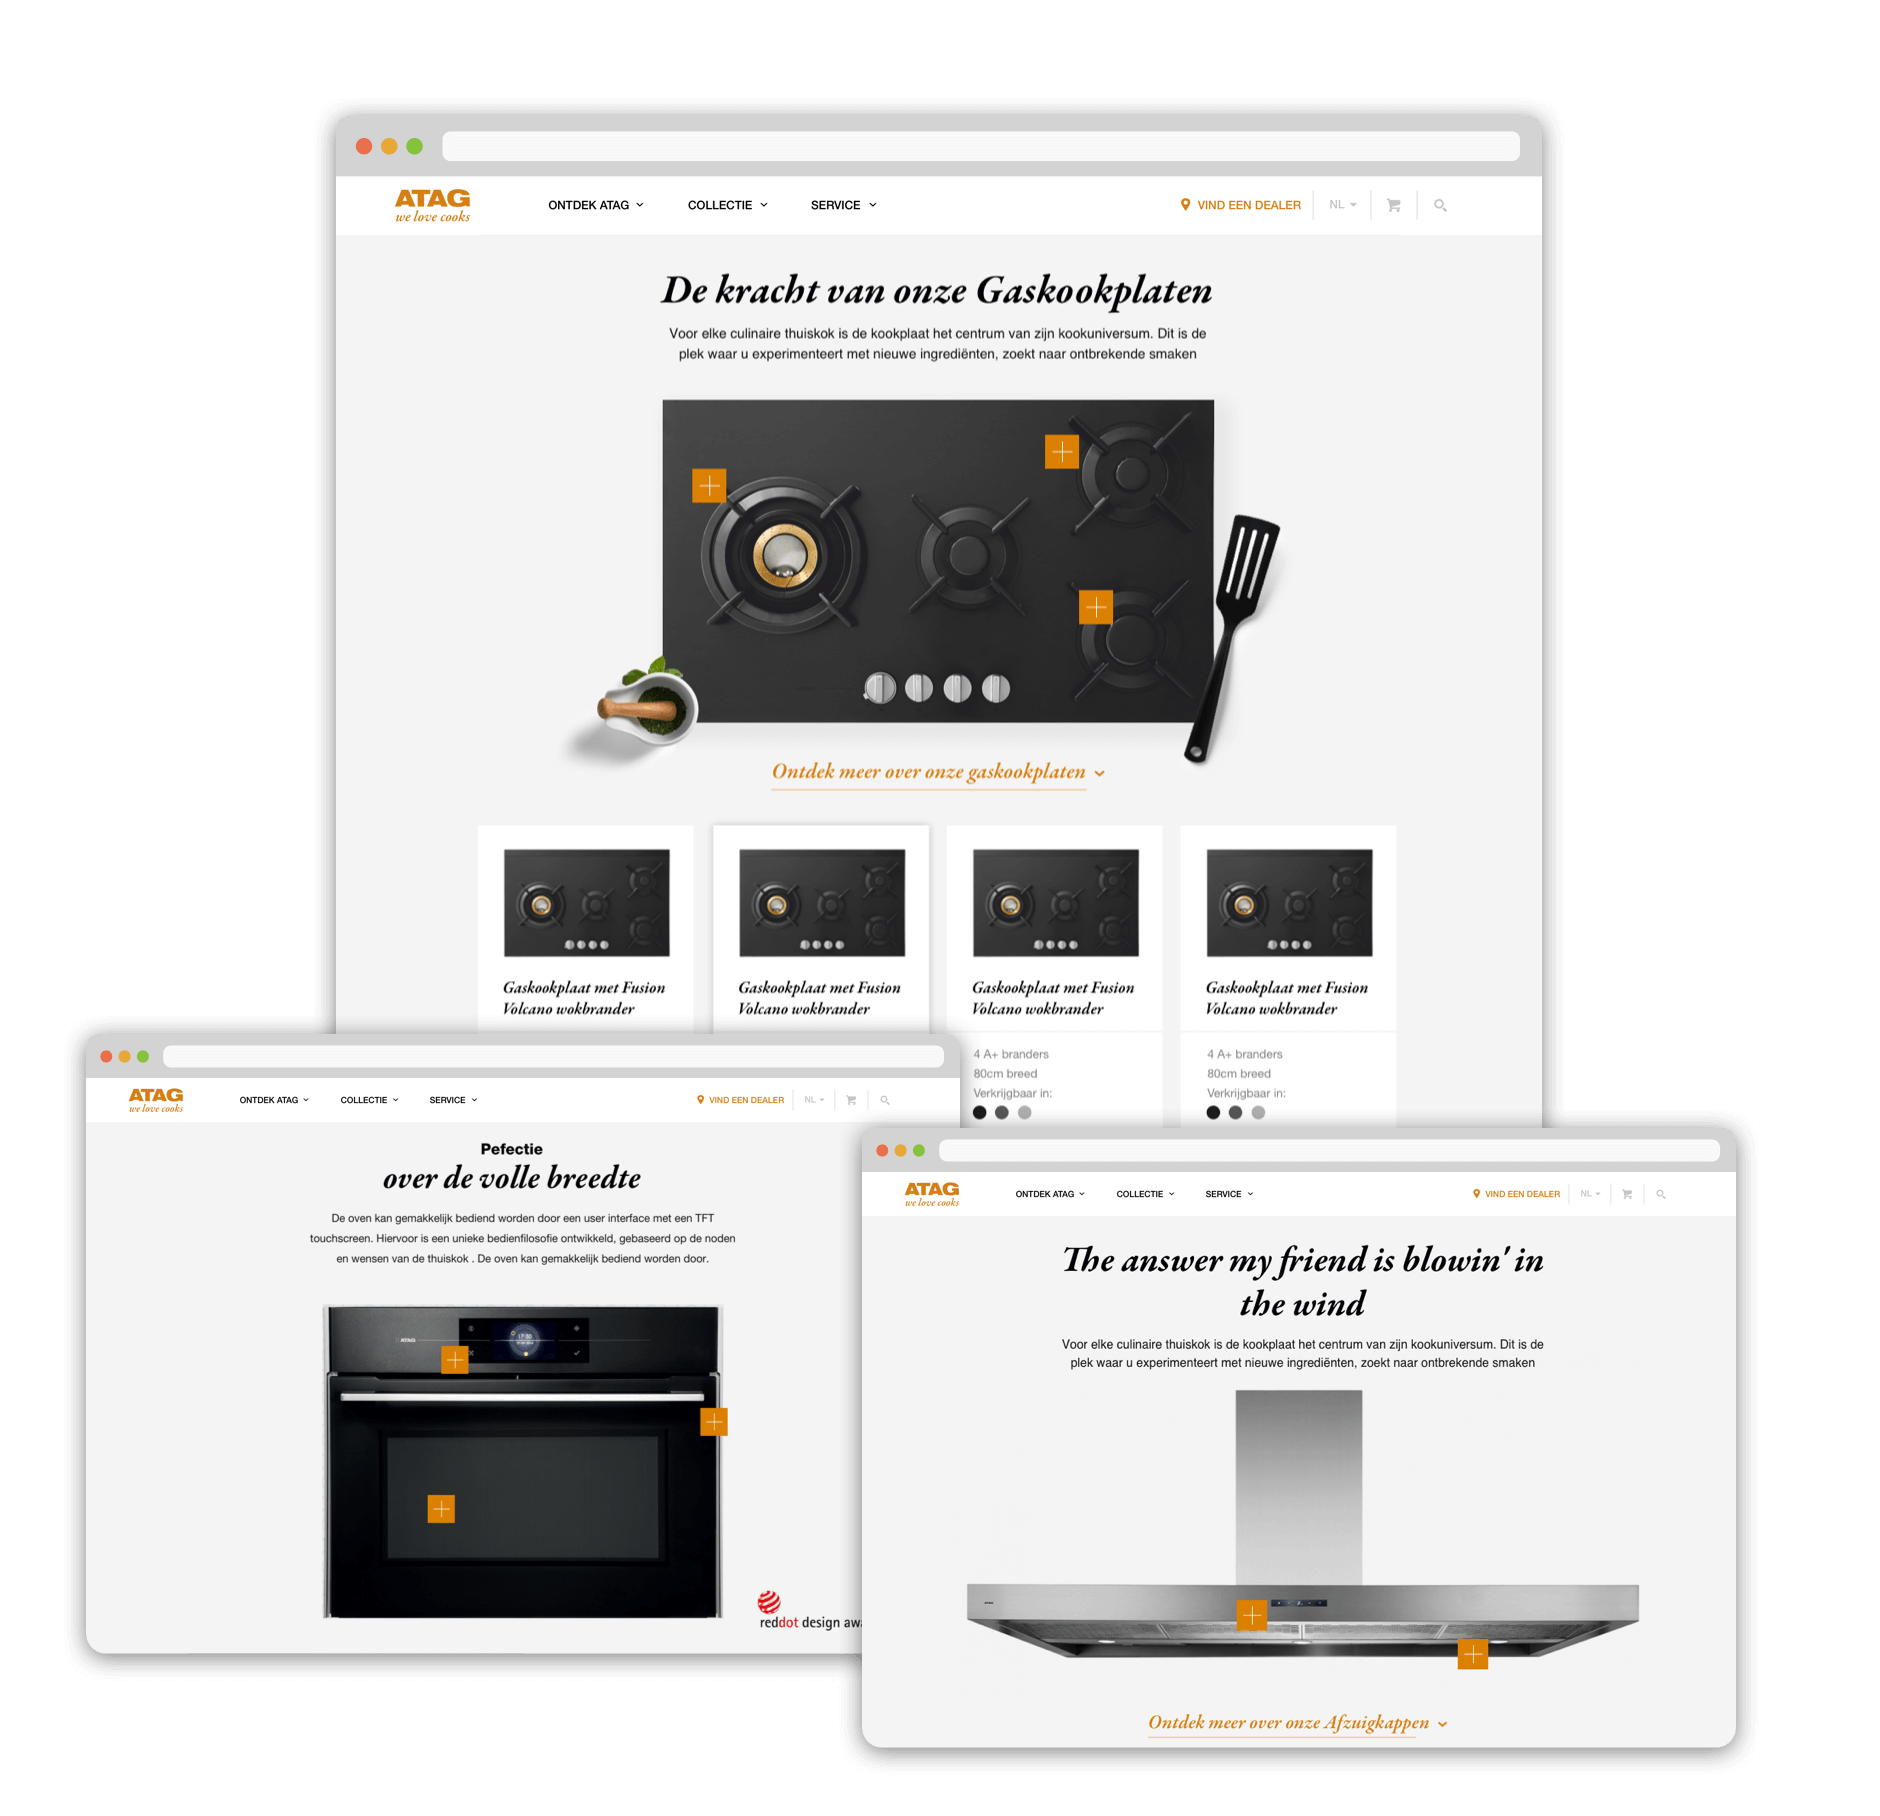 ATAG
we love cooks
ONTDEK ATAG
COLLECTIE
SERVICE
VIND EEN DEALER
NL
De kracht van onze Gaskookplaten
Voor elke culinaire thuiskok is de kookplaat het centrum van zijn kookuniversum. Dit is de
plek waar u experimenteert met nieuwe ingrediënten, zoekt naar ontbrekende smaken
Ontdek meer over onze gaskookplaten
Gaskookplaat met Fusion
Volcano wokbrander
Gaskookplaat met Fusion
Volcano wokbrander
Gaskookplaat met Fusion
Volcano wokbrander
4 A+ branders
80cm breed
Verkrijgbaar in:
Gaskookplaat met Fusion
Volcano wokbrander
4 A+ branders
80cm breed
Verkrijgbaar in:
ATAG
we love cooks
ONTDEK ATAG
COLLECTIE
SERVICE
VIND EEN DEALER
NL
Pefectie
over de volle breedte
De oven kan gemakkelijk bediend worden door een user interface met een TFT
touchscreen. Hiervoor is een unieke bedienfilosofie ontwikkeld, gebaseerd op de noden
en wensen van de thuiskok . De oven kan gemakkelijk bediend worden door.
ATAG
reddot design awa
ATAG
we love cooks
ONTDEK ATAG
COLLECTIE
SERVICE
VIND EEN DEALER
NL
The answer my friend is blowin' in
the wind
Voor elke culinaire thuiskok is de kookplaat het centrum van zijn kookuniversum. Dit is de
plek waar u experimenteert met nieuwe ingrediënten, zoekt naar ontbrekende smaken
Ontdek meer over onze Afzuigkappen